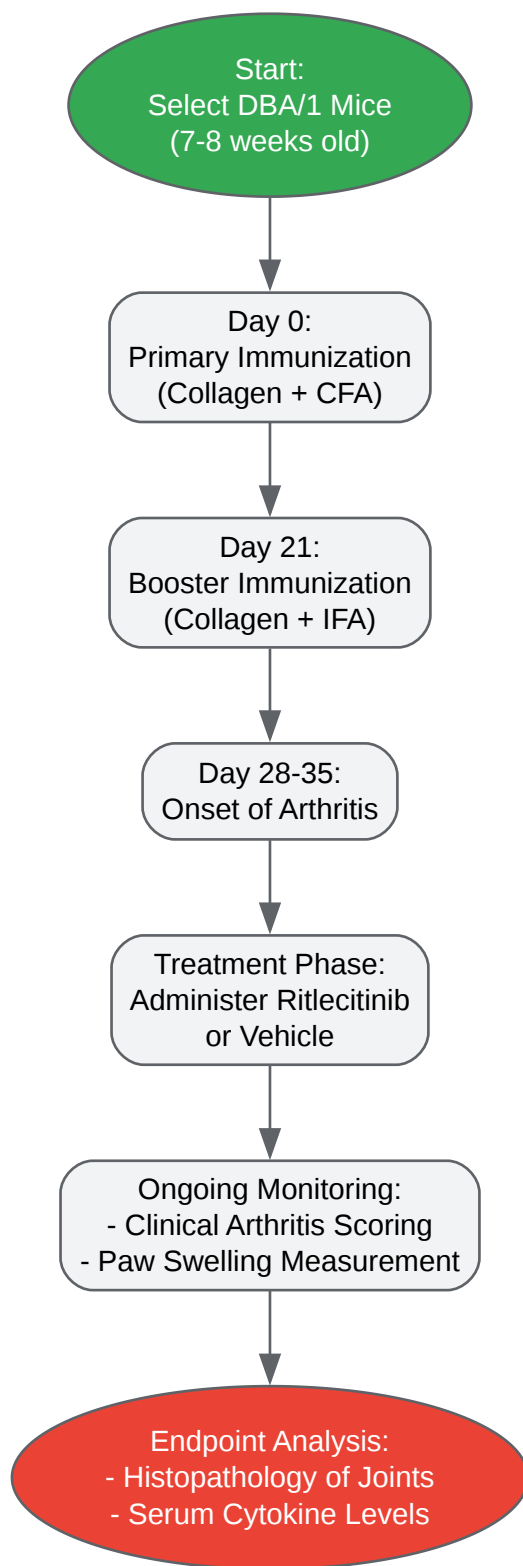 Start:
Select DBA/1 Mice
(7-8 weeks old)
Day 0:
Primary Immunization
(Collagen + CFA)
Day 21:
Booster Immunization
(Collagen + IFA)
Day 28-35:
Onset of Arthritis
Treatment Phase:
Administer Ritlecitinib
or Vehicle
Ongoing Monitoring:
- Clinical Arthritis Scoring
- Paw Swelling Measurement
Endpoint Analysis:
- Histopathology of Joints
- Serum Cytokine Levels